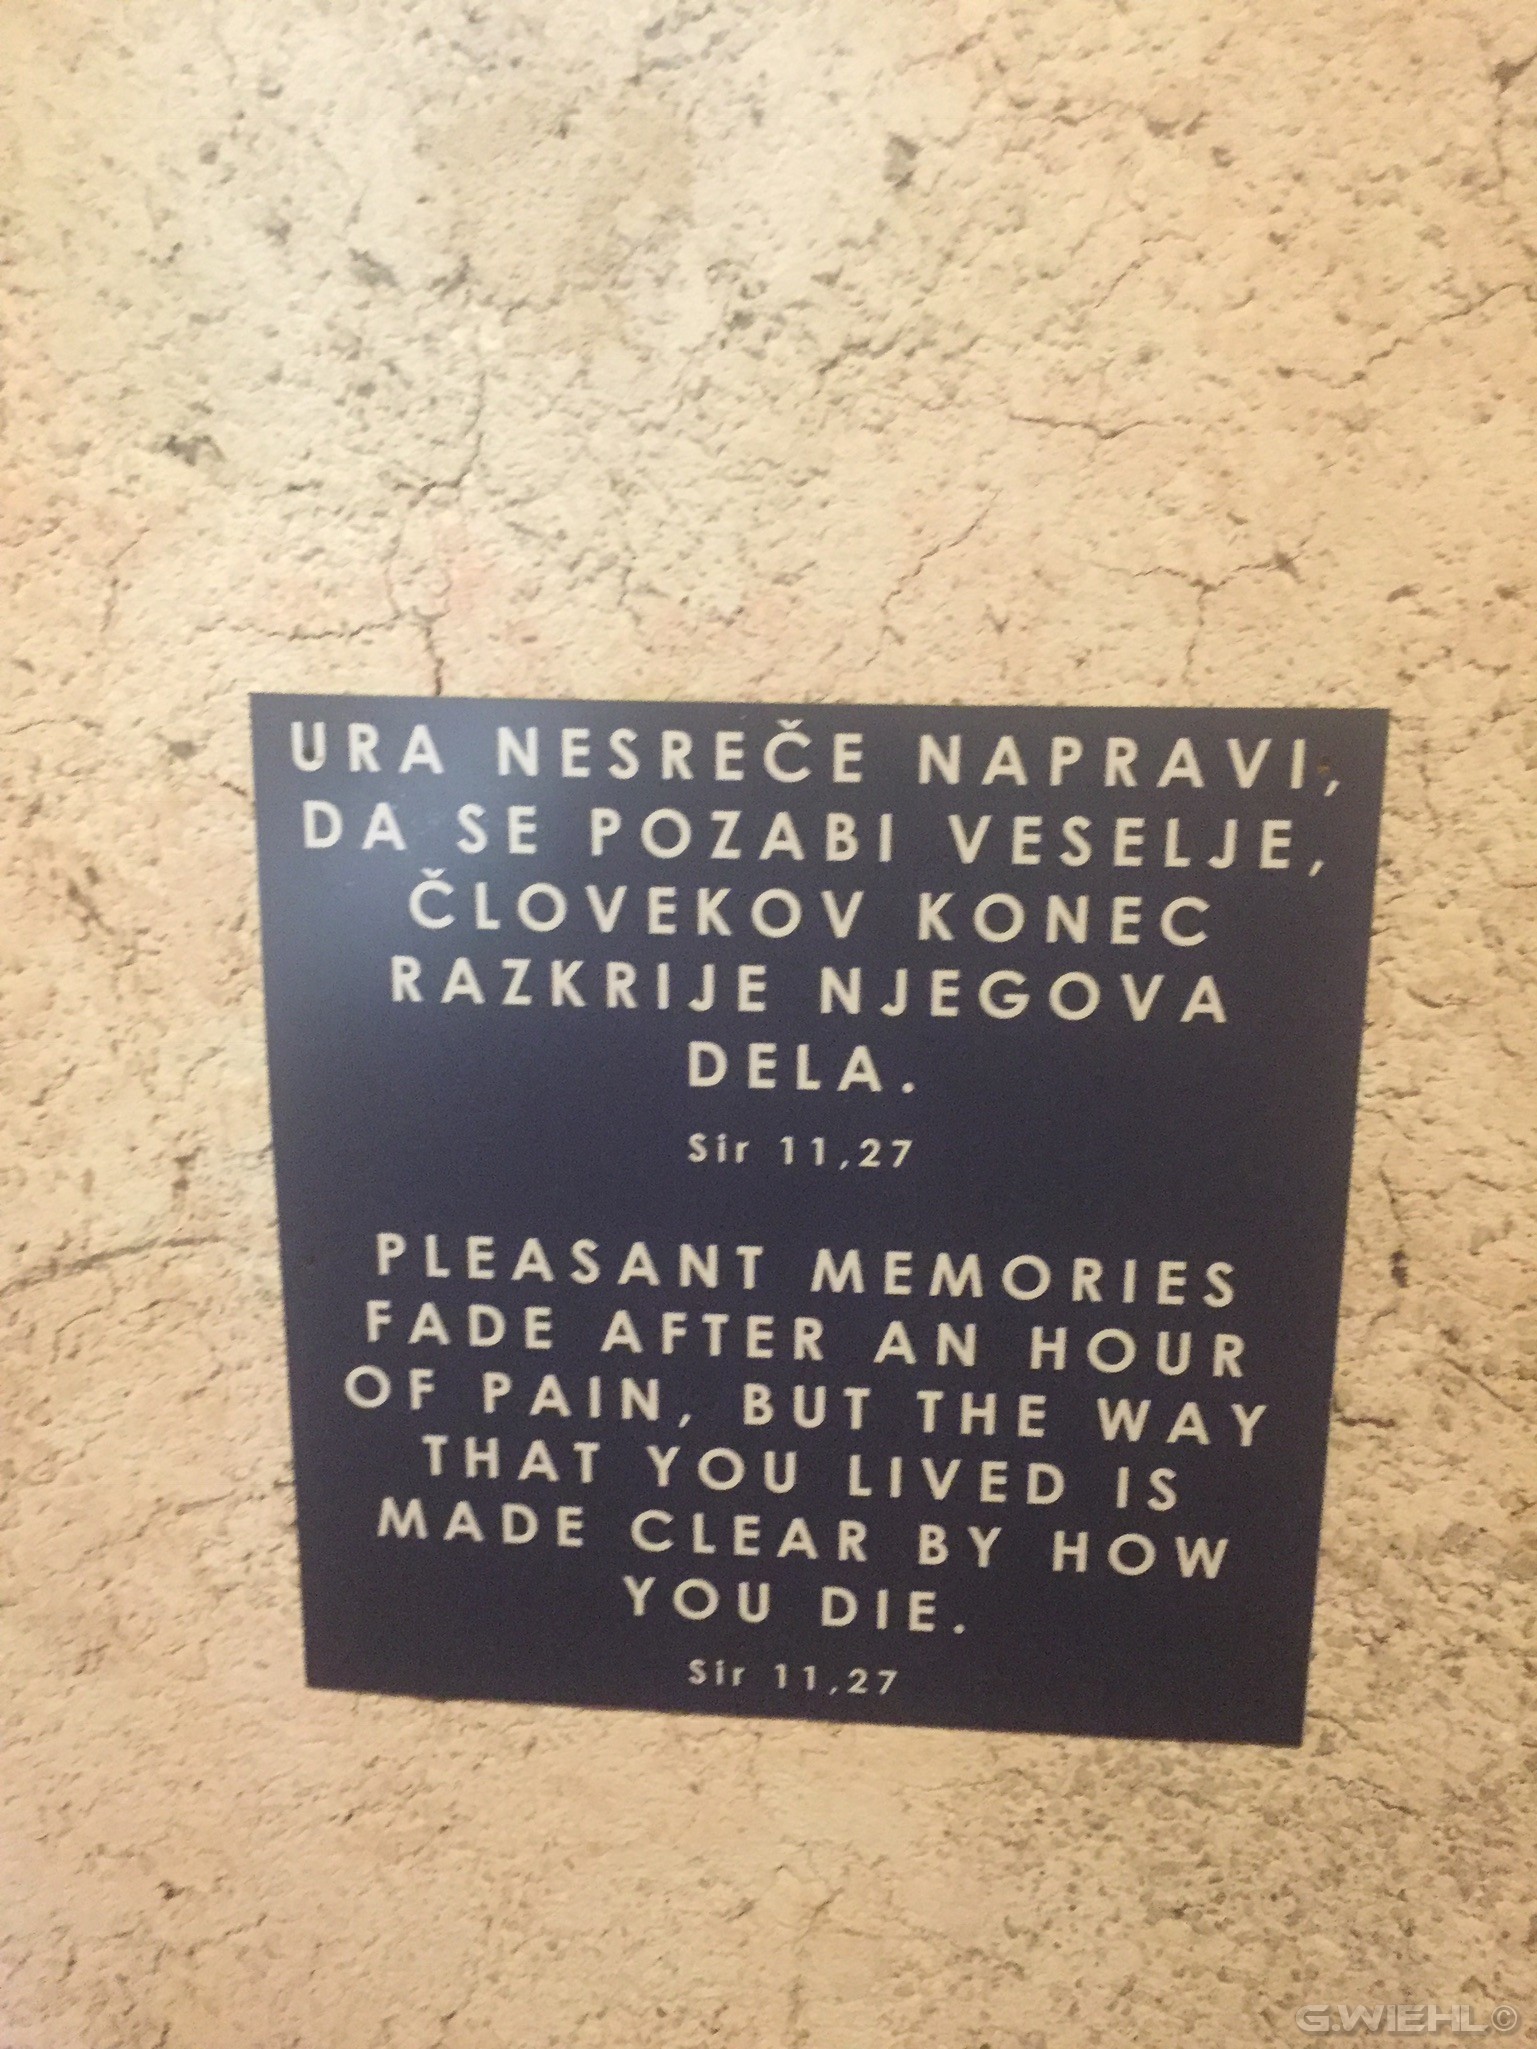 URA NESREČE NAPRAVI,
DA SE POZABI VESELJE,
ČLOVEKOV KONEC
RAZKRIJE NJEGOVA
DELA.
Sir 11,27
PLEASANT MEMORIES
FADE AFTER AN HOUR
OF PAIN, BUT THE WAY
THAT YOU LIVED IS
MADE CLEAR BY HOW
YOU DIE.
Sir 11,27
G.WIEHL©